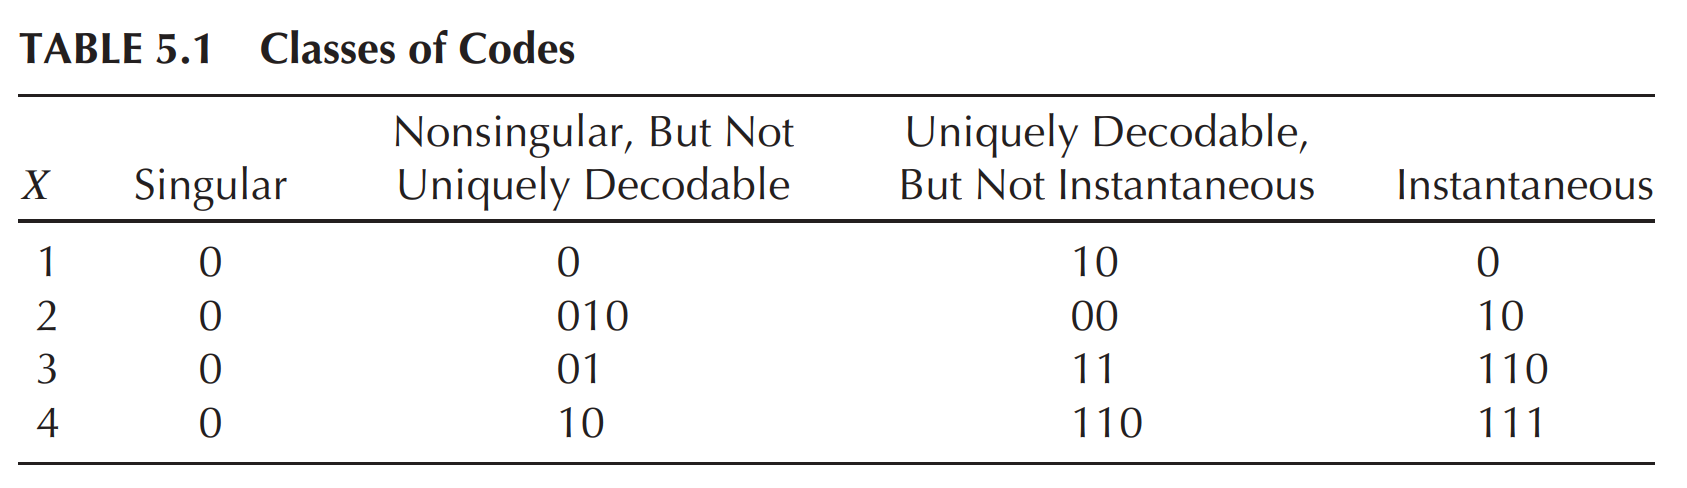 TABLE 5.1 Classes of Codes
Nonsingular, But Not Uniquely Decodable,
X Singular Uniquely Decodable But Not Instantaneous Instantaneous
1 0 0 10 0
2 0 010 00 10
3 0 01 11 110
4 0 10 110 111